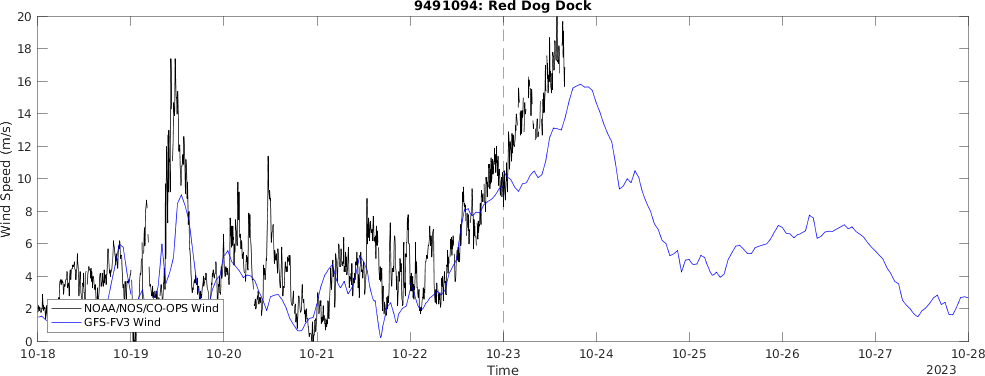 9491094: Red Dog Dock
Wind Speed (m/s)
20
18
16
14
12
10
8
6
4
2
0
NOAA/NOS/CO-OPS Wind
GFS-FV3 Wind
10-18 10-19 10-20 10-21 10-22 10-23 10-24 10-25 10-26 10-27 10-28
Time
2023